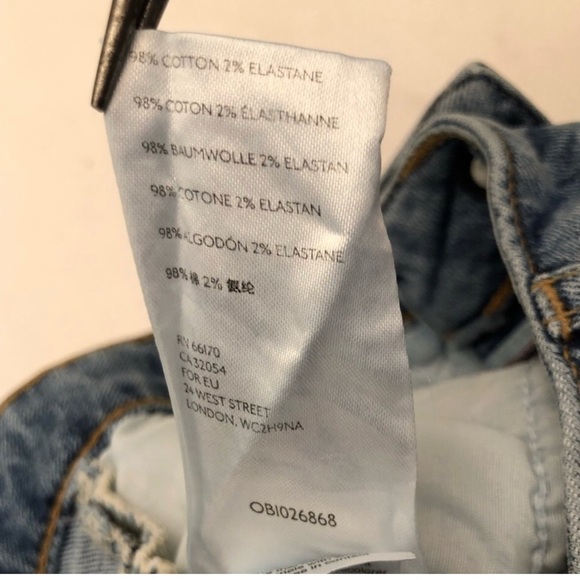 98% COTTON 2% ELASTANE
98% COTON 2% ÉLASTHANNE
98% BAUMWOLLE 2% ELASTAN
98% COTONE 2% ELASTAN
98% ALGODÓN 2% ELASTANE
98% 棉 2% 氨纶
RN 66170
CA 32054
FOR EU
24 WEST STREET
LONDON, WC2H9NA
OBI026868